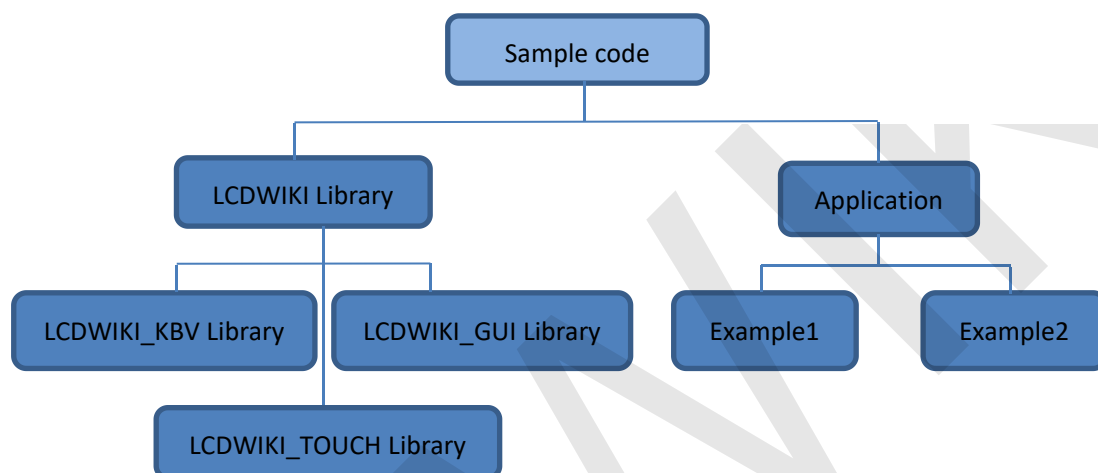 Sample code
LCDWIKI Library
Application
LCDWIKI_KBV Library
LCDWIKI_GUI Library
Example1
Example2
LCDWIKI_TOUCH Library